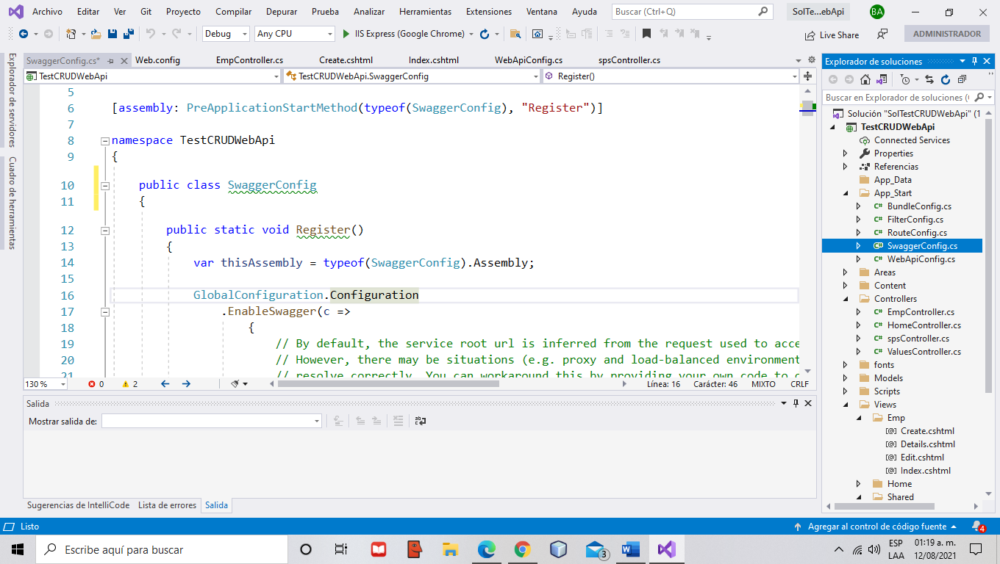 Archivo Editar Ver Git Proyecto Compilar Depurar Prueba Analizar Herramientas Extensiones Ventana Ayuda Buscar (Ctrl+Q) SolTe...ebApi BA
Debug Any CPU IIS Express (Google Chrome) Live Share ADMINISTRADOR
Explorador de servidores
Cuadro de herramientas
SwaggerConfig.cs* Web.config EmpController.cs Create.cshtml Index.cshtml WebApiConfig.cs spsController.cs
TestCRUDWebApi TestCRUDWebApi.SwaggerConfig Register()
5
6 [assembly: PreApplicationStartMethod(typeof(SwaggerConfig), "Register")]
7
8 namespace TestCRUDWebApi
9 {
10 public class SwaggerConfig
11 {
12 public static void Register()
13 {
14 var thisAssembly = typeof(SwaggerConfig).Assembly;
15
16 GlobalConfiguration.Configuration
17 .EnableSwagger(c =>
18 {
19 // By default, the service root url is inferred from the request used to acce
20 // However, there may be situations (e.g. proxy and load-balanced environment
21 // resolve correctly. You can workaround this by providing your own code to d
130 % 0 2 Línea: 16 Carácter: 46 MIXTO CRLF
Salida
Mostrar salida de:
Sugerencias de IntelliCode Lista de errores Salida
Explorador de soluciones
Buscar en Explorador de soluciones (
Solución "SolTestCRUDWebApi" (1
TestCRUDWebApi
Connected Services
Properties
Referencias
App_Data
App_Start
C# BundleConfig.cs
C# FilterConfig.cs
C# RouteConfig.cs
C# SwaggerConfig.cs
C# WebApiConfig.cs
Areas
Content
Controllers
C# EmpController.cs
C# HomeController.cs
C# spsController.cs
C# ValuesController.cs
fonts
Models
Scripts
Views
Emp
[@] Create.cshtml
[@] Details.cshtml
[@] Edit.cshtml
[@] Index.cshtml
Home
Shared
Listo Agregar al control de código fuente 4
Escribe aquí para buscar 3 W ESP LAA 01:19 a. m. 12/08/2021